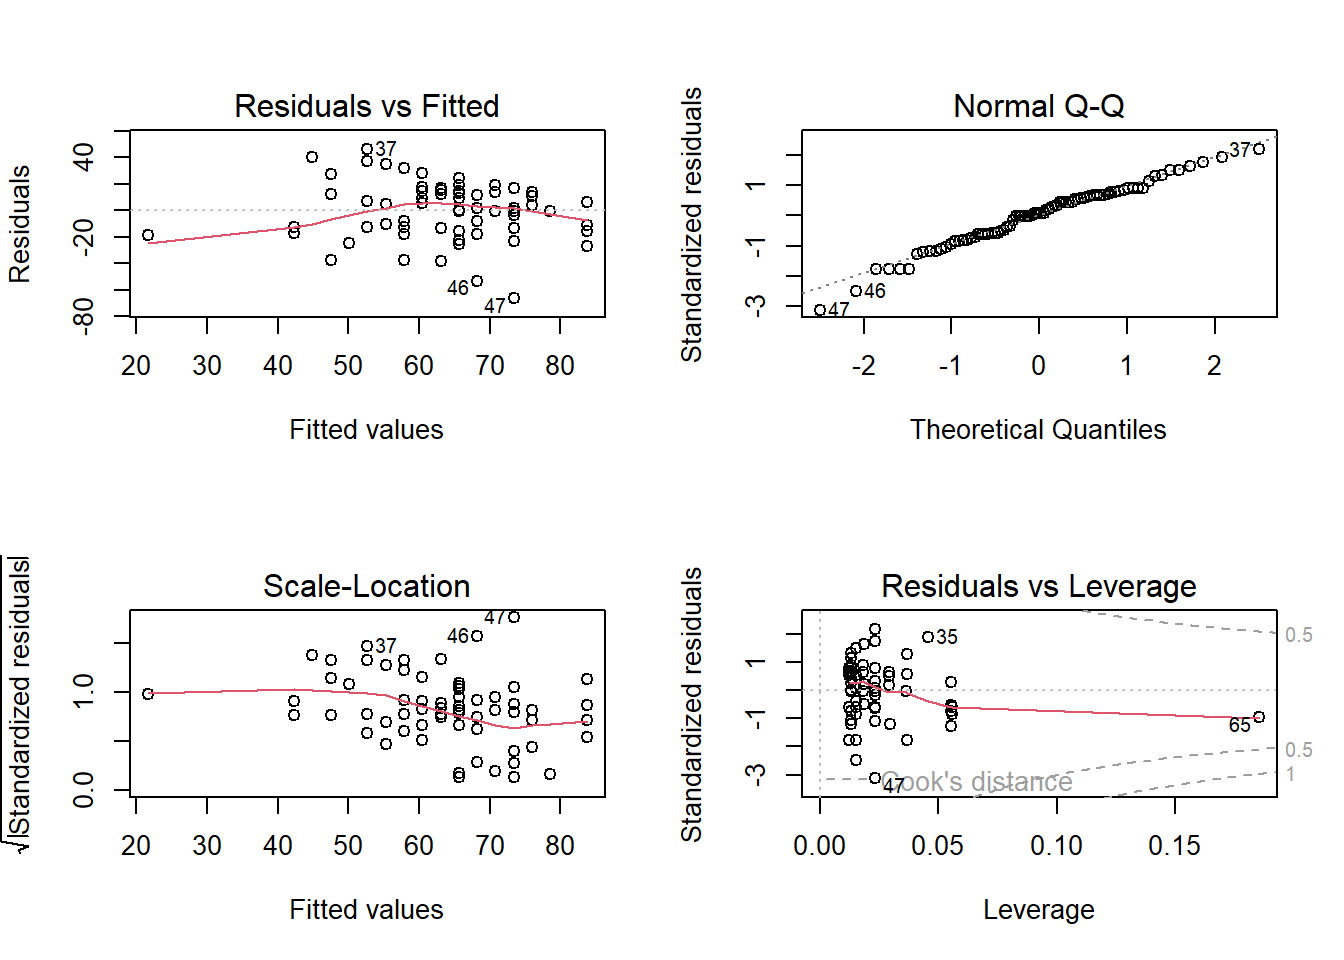 Residuals vs Fitted
Residuals
40
-20
-80
37
46
47
20 30 40 50 60 70 80
Fitted values
Normal Q-Q
Standardized residuals
1
-1
-3
37
46
47
-2 -1 0 1 2
Theoretical Quantiles
Scale-Location
√|Standardized residuals|
1.0
0.0
37
46
47
20 30 40 50 60 70 80
Fitted values
Residuals vs Leverage
Standardized residuals
1
-1
-3
35
65
47
Cook's distance
0.5
0.5
1
0.00 0.05 0.10 0.15
Leverage